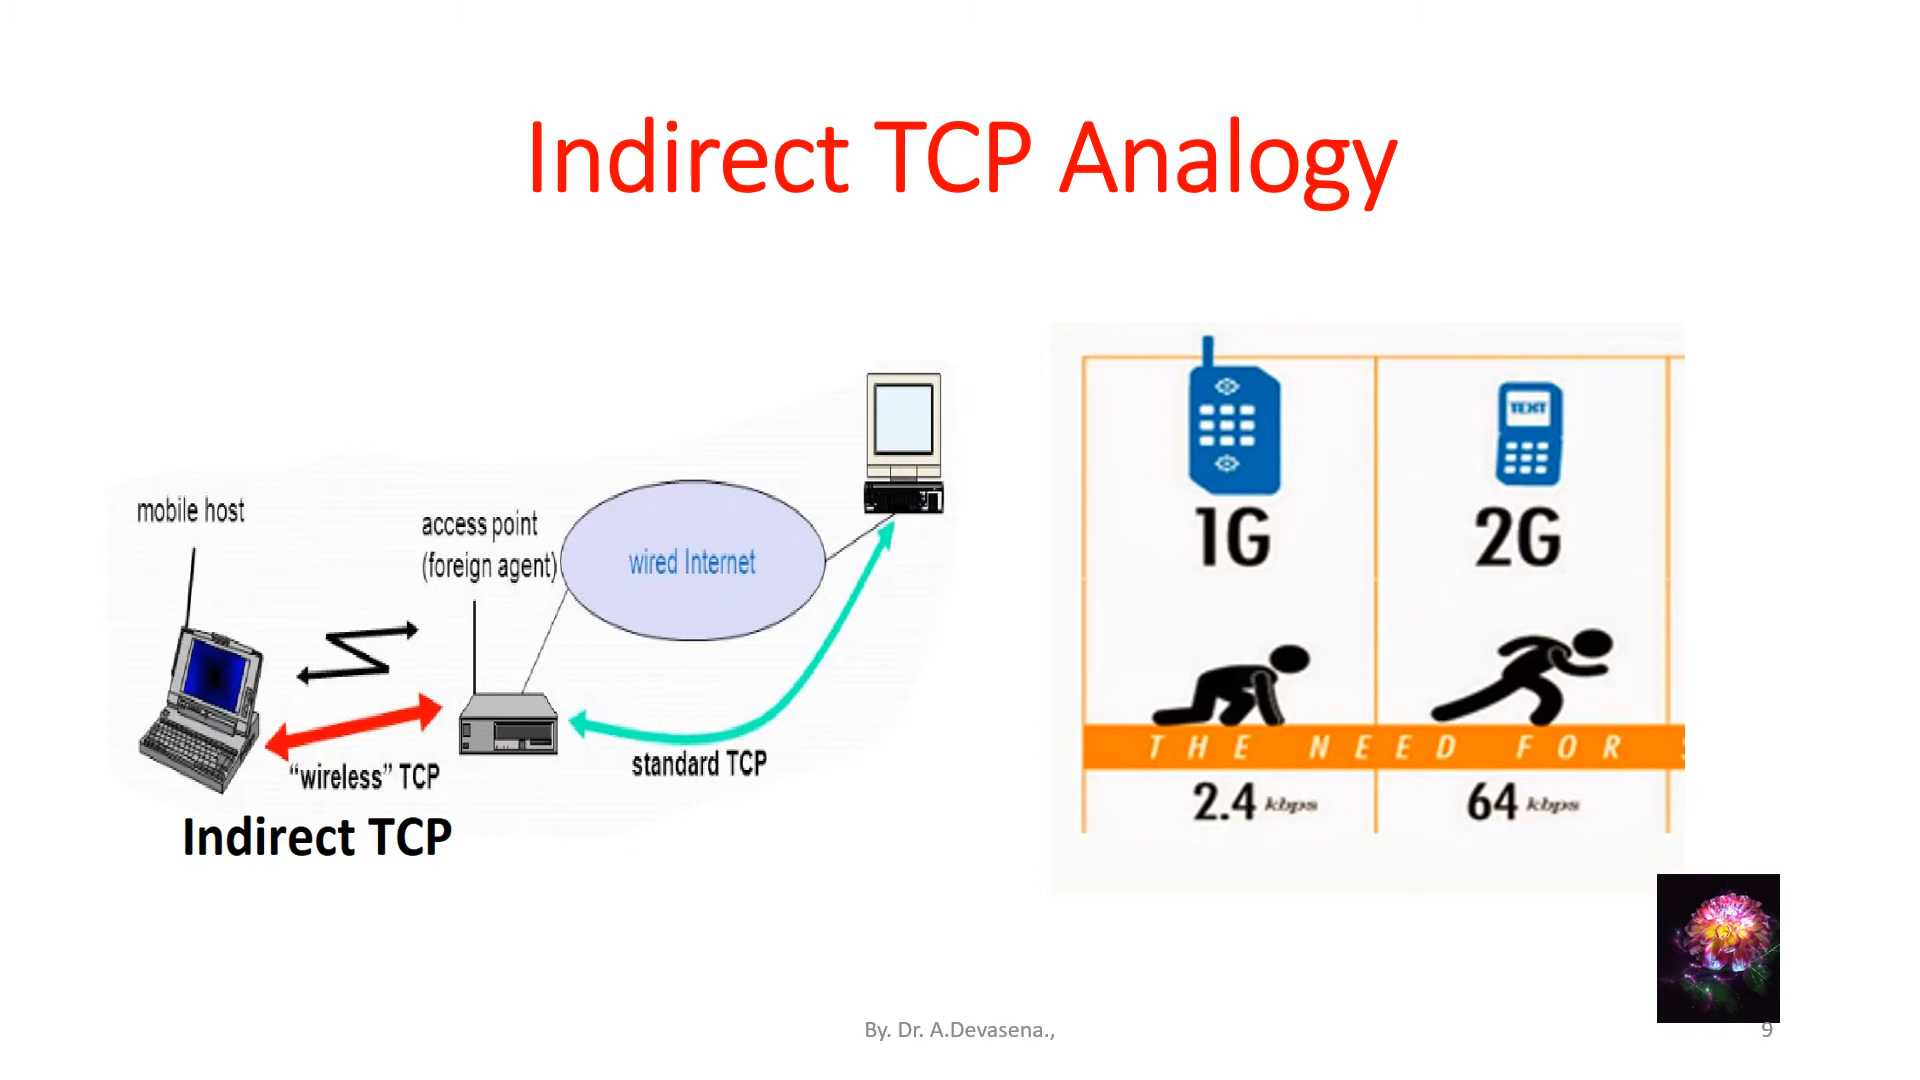 Indirect TCP Analogy
mobile host
access point
(foreign agent)
wired Internet
“wireless” TCP
standard TCP
Indirect TCP
TEXT
1G
2G
THE NEED FOR
2.4 kbps
64 kbps
By. Dr. A.Devasena.,
9